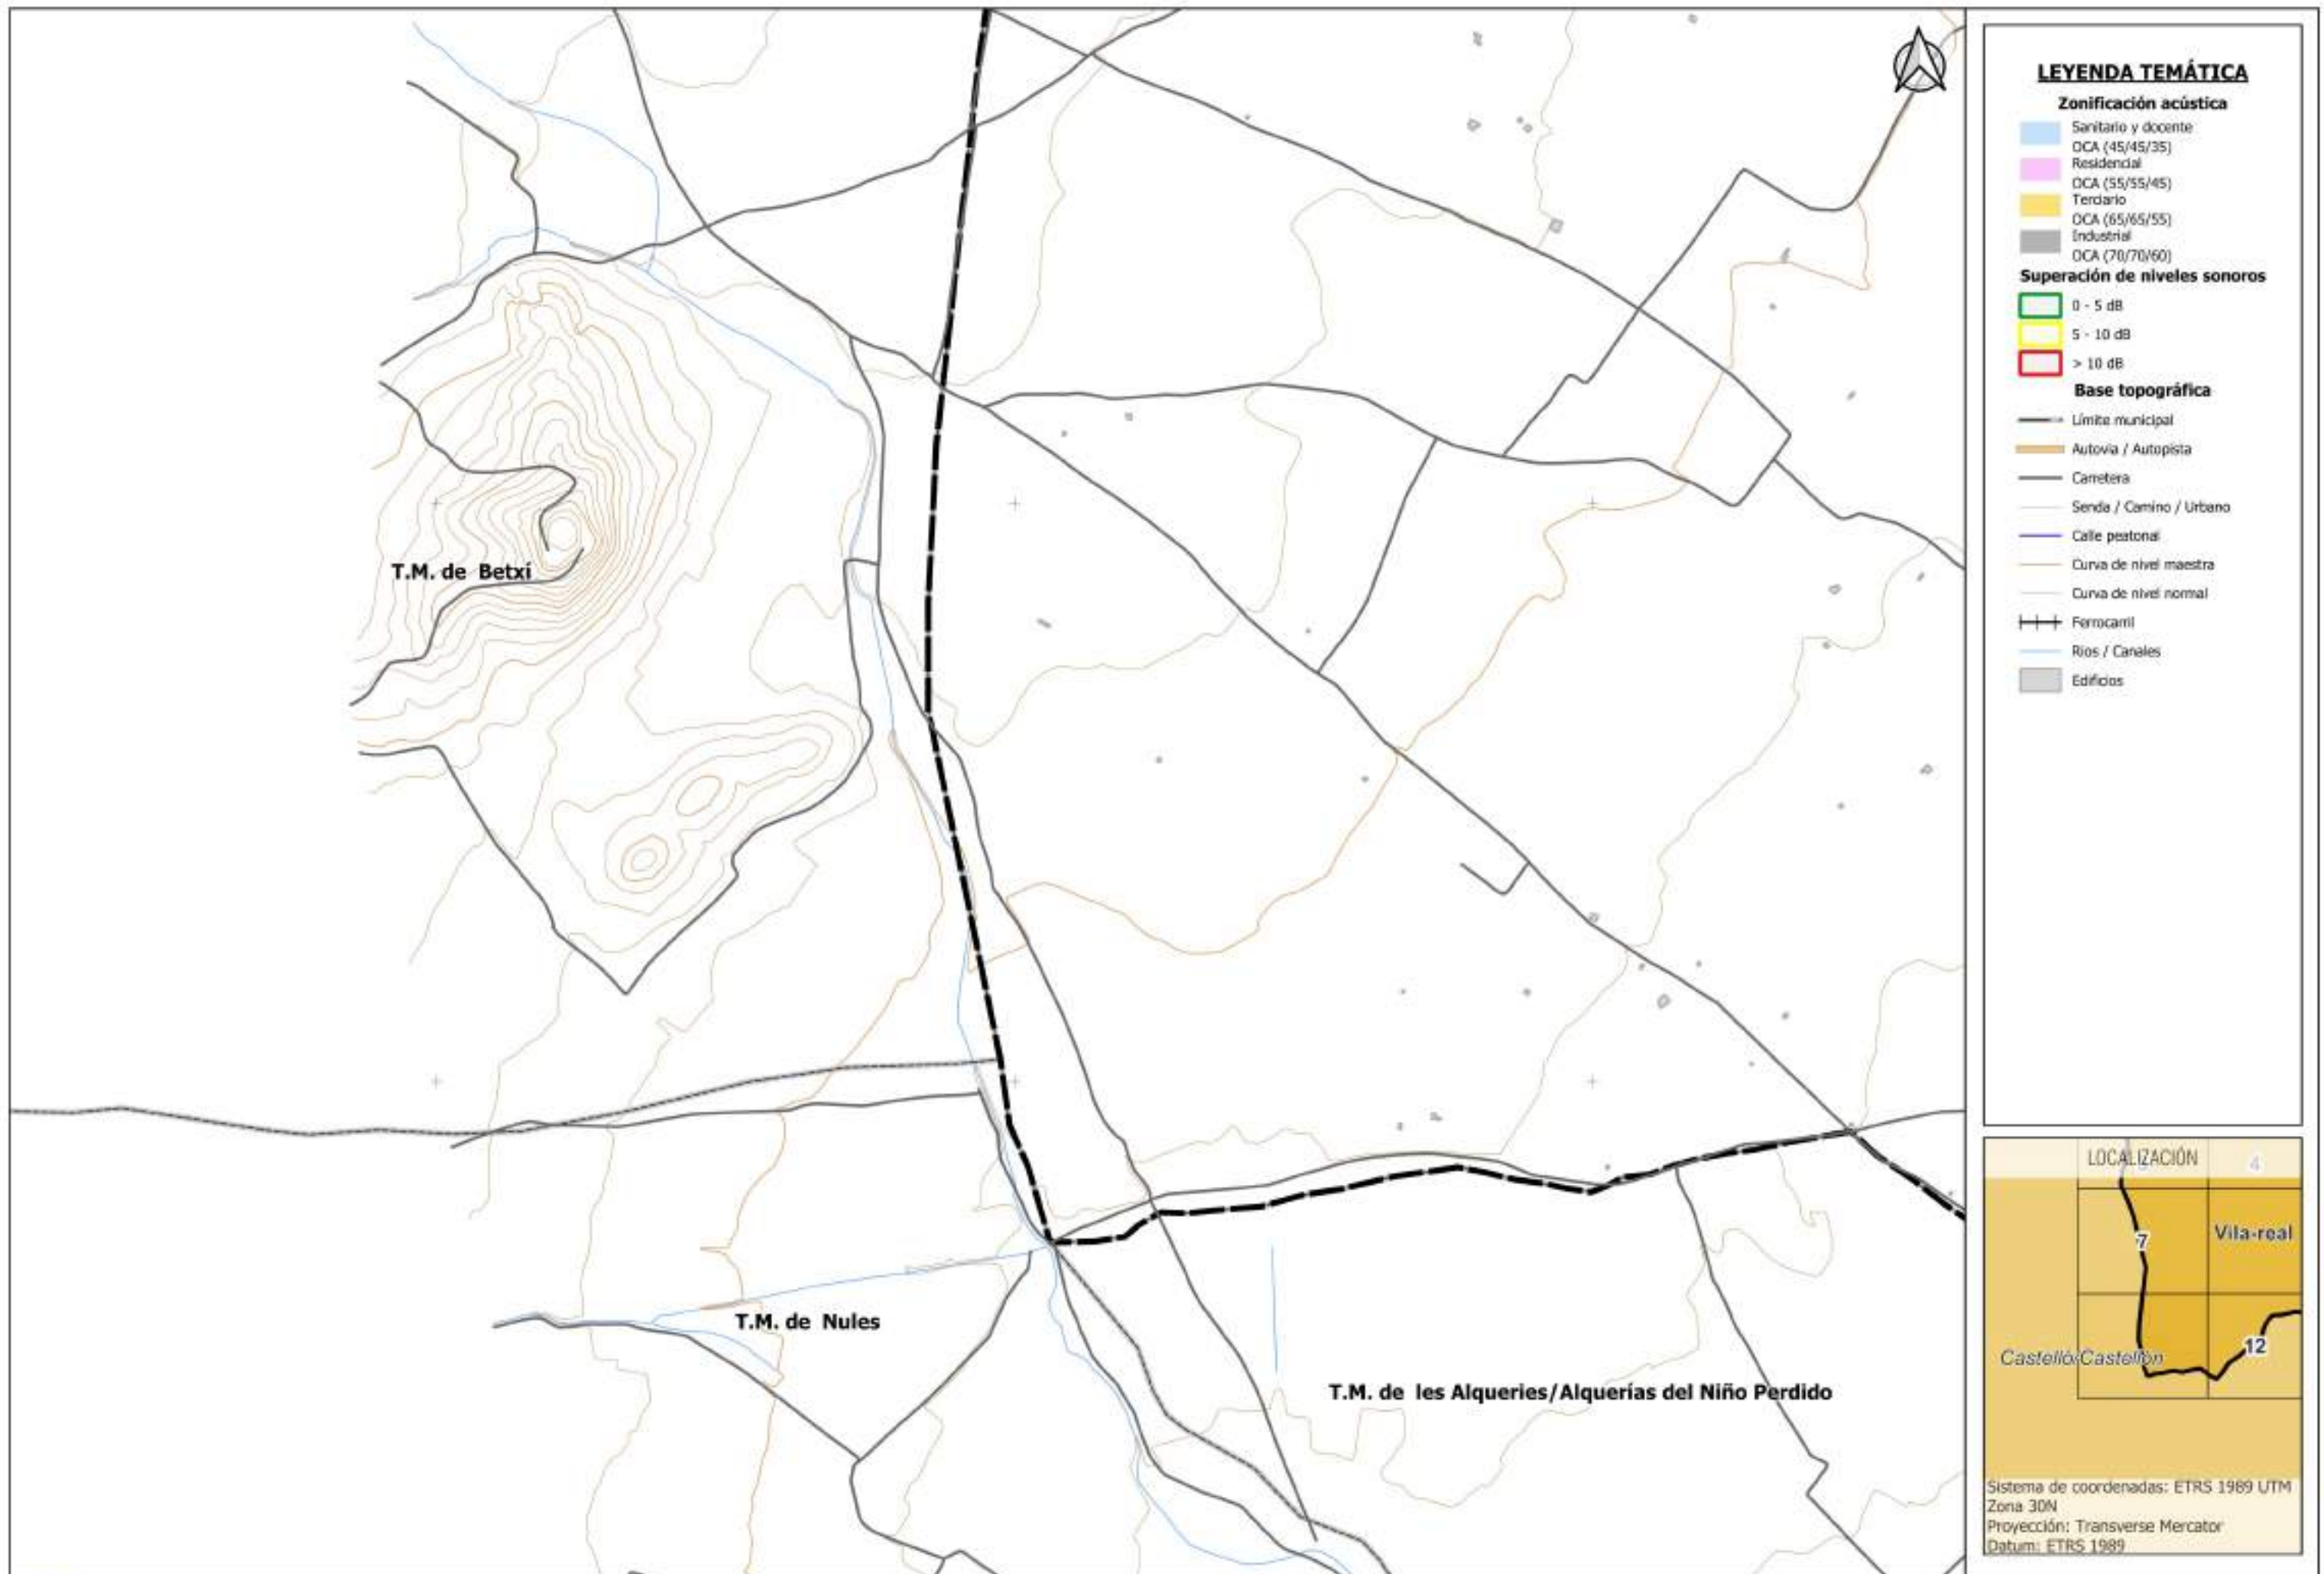 T.M. de Betxí
T.M. de Nules
T.M. de les Alqueries/Alquerías del Niño Perdido
LEYENDA TEMÁTICA
Zonificación acústica
Sanitario y docente
OCA (45/45/35)
Residencial
OCA (55/55/45)
Terciario
OCA (65/65/55)
Industrial
OCA (70/70/60)
Superación de niveles sonoros
0 - 5 dB
5 - 10 dB
> 10 dB
Base topográfica
Límite municipal
Autovia / Autopista
Carretera
Senda / Camino / Urbano
Calle peatonal
Curva de nivel maestra
Curva de nivel normal
Ferrocarril
Rios / Canales
Edificios
LOCALIZACIÓN
4
Vila-real
7
12
Castelló/Castellón
Sistema de coordenadas: ETRS 1989 UTM
Zona 30N
Proyección: Transverse Mercator
Datum: ETRS 1989